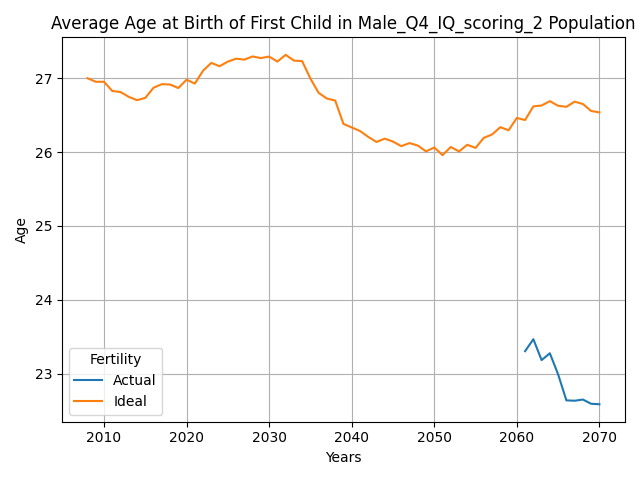 Average Age at Birth of First Child in Male_Q4_IQ_scoring_2 Population
27
26
25
24
23
Age
Fertility
Actual
Ideal
2010 2020 2030 2040 2050 2060 2070
Years